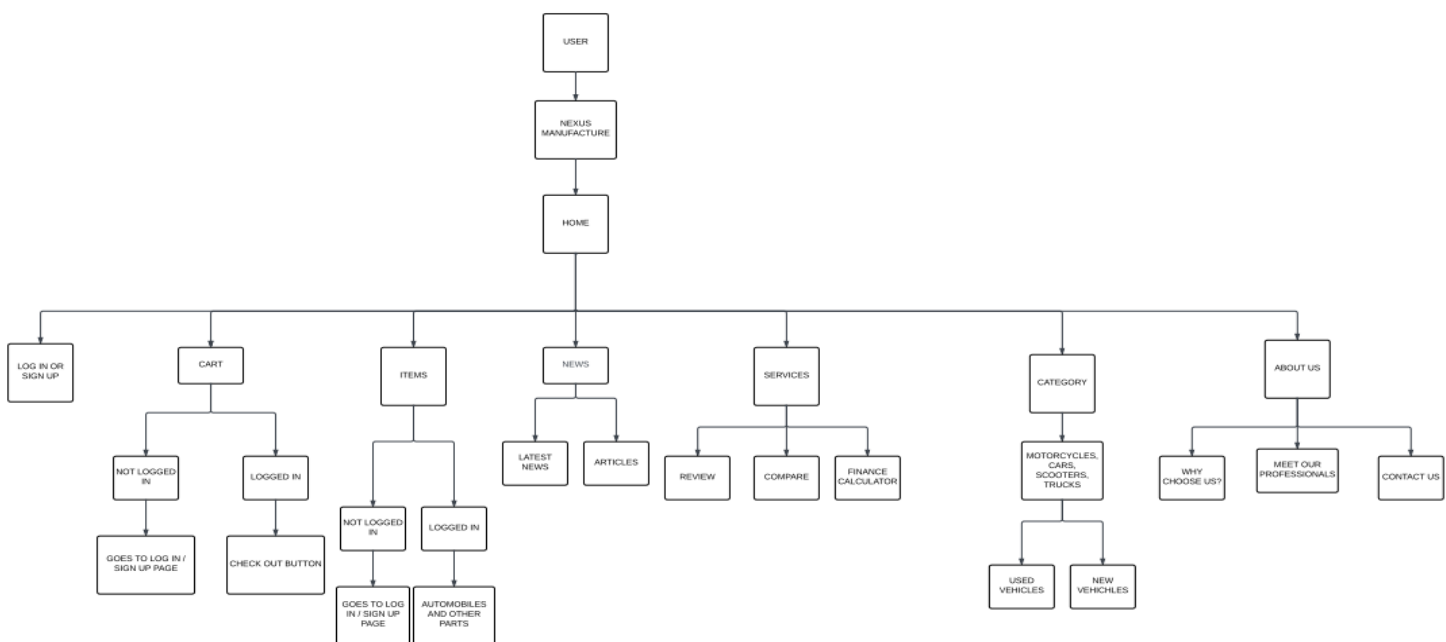 USER
NEXUS
MANUFACTURE
HOME
LOG IN OR
SIGN UP
CART
ITEMS
NEWS
SERVICES
CATEGORY
ABOUT US
NOT LOGGED
IN
LOGGED IN
GOES TO LOG IN /
SIGN UP PAGE
CHECK OUT BUTTON
NOT LOGGED
IN
LOGGED IN
GOES TO LOG
IN / SIGN UP
PAGE
AUTOMOBILES
AND OTHER
PARTS
LATEST
NEWS
ARTICLES
REVIEW
COMPARE
FINANCE
CALCULATOR
MOTORCYCLES,
CARS,
SCOOTERS,
TRUCKS
USED
VEHICLES
NEW
VEHICHLES
WHY
CHOOSE US?
MEET OUR
PROFESSIONALS
CONTACT US